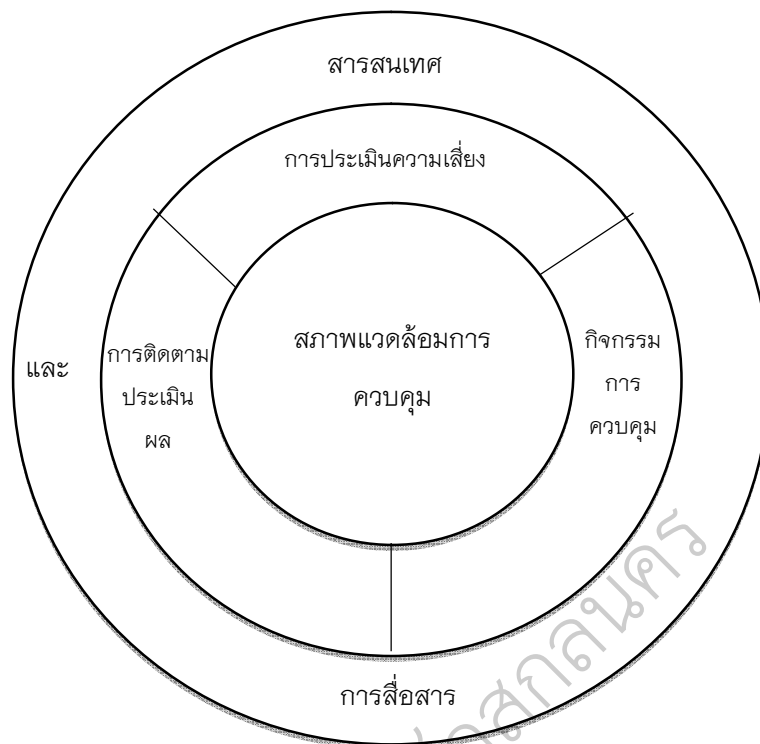 สารสนเทศ
การประเมินความเสี่ยง
และ
การติดตาม
ประเมิน
ผล
สภาพแวดล้อมการ
ควบคุม
กิจกรรม
การ
ควบคุม
การสื่อสาร